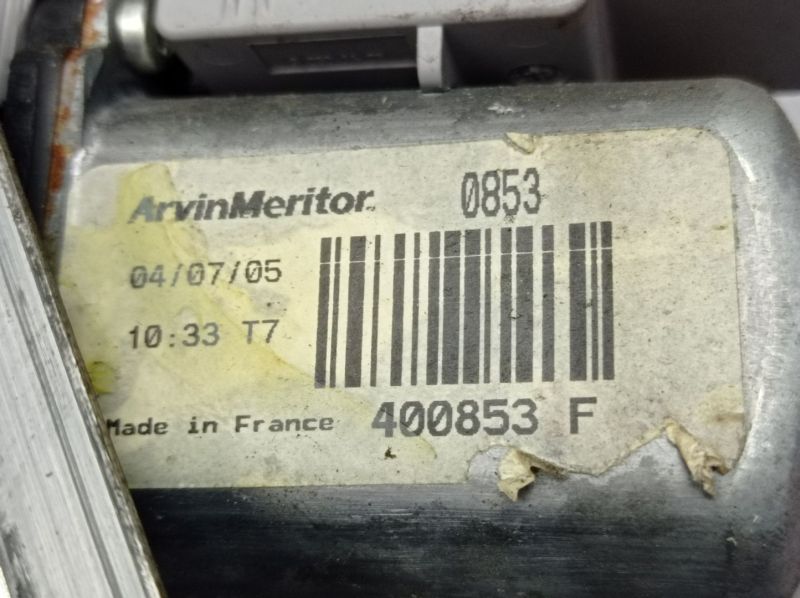 ArvinMeritor. 0853
04/07/05
10:33 T7
Made in France 400853 F